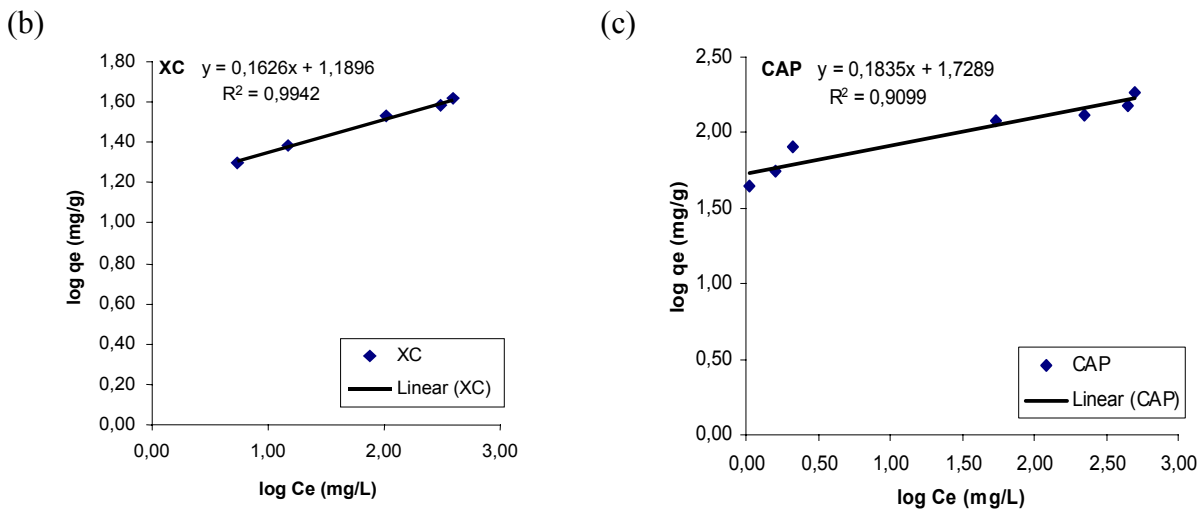 (b)
XC y = 0,1626x + 1,1896
R² = 0,9942
log qe (mg/g)
1,80
1,60
1,40
1,20
1,00
0,80
0,60
0,40
0,20
0,00
0,00 1,00 2,00 3,00
log Ce (mg/L)
XC
Linear (XC)
(c)
CAP y = 0,1835x + 1,7289
R² = 0,9099
log qe (mg/g)
2,50
2,00
1,50
1,00
0,50
0,00
0,00 0,50 1,00 1,50 2,00 2,50 3,00
log Ce (mg/L)
CAP
Linear (CAP)